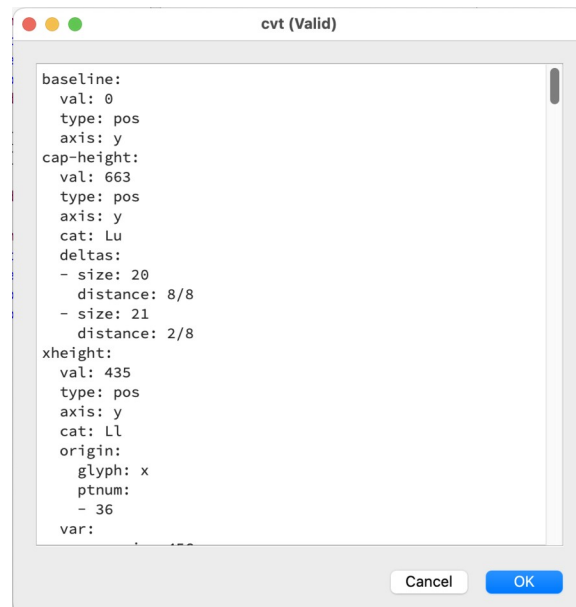 cvt (Valid)
baseline:
  val: 0
  type: pos
  axis: y
cap-height:
  val: 663
  type: pos
  axis: y
  cat: Lu
  deltas:
  - size: 20
    distance: 8/8
  - size: 21
    distance: 2/8
xheight:
  val: 435
  type: pos
  axis: y
  cat: Ll
  origin:
    glyph: x
    ptnum:
    - 36
  var:
Cancel OK